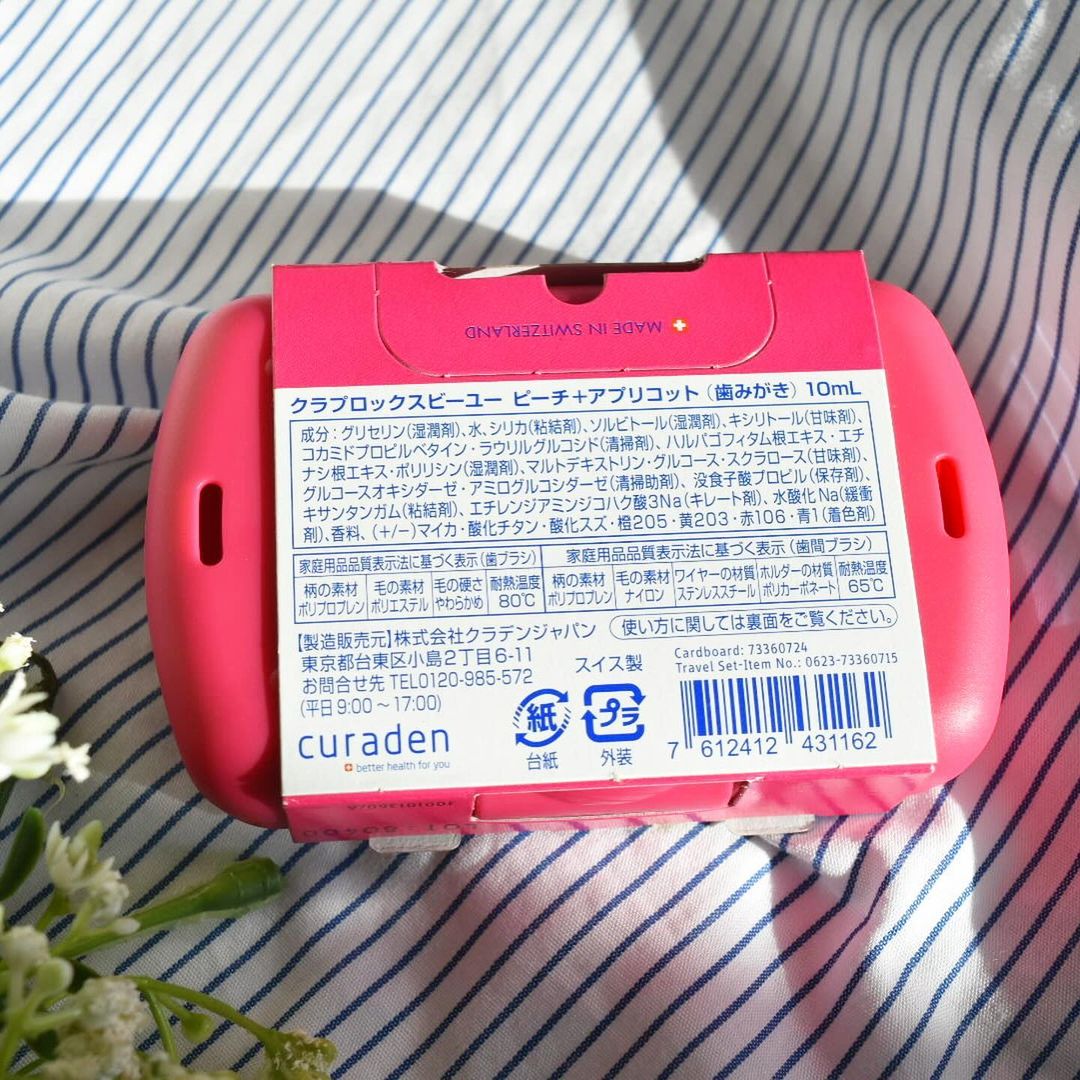 MADE IN SWITZERLAND
クラプロックスビーユー ピーチ+アプリコット（歯みがき）10mL
成分：グリセリン(湿潤剤)、水、シリカ(粘結剤)、ソルビトール(湿潤剤)、キシリトール(甘味剤)、
コカミドプロピルベタイン・ラウリルグルコシド(清掃剤)、ハルパゴフィタム根エキス・エチ
ナシ根エキス・ポリリシン(湿潤剤)、マルトデキストリン・グルコース・スクラロース(甘味剤)、
グルコースオキシダーゼ・アミログルコシダーゼ(清掃助剤)、没食子酸プロピル(保存剤)、
キサンタンガム(粘結剤)、エチレンジアミンジコハク酸3Na(キレート剤)、水酸化Na(緩衝
剤)、香料、(+/-)マイカ・酸化チタン・酸化スズ・橙205・黄203・赤106・青1(着色剤)
家庭用品品質表示法に基づく表示(歯ブラシ) 家庭用品品質表示法に基づく表示(歯間ブラシ)
柄の素材 毛の素材 毛の硬さ 耐熱温度 柄の素材 毛の素材 ワイヤーの材質 ホルダーの材質 耐熱温度
ポリプロプレン ポリエステル やわらかめ 80℃ ポリプロプレン ナイロン ステンレススチール ポリカーボネート 65℃
【製造販売元】株式会社クラデンジャパン
使い方に関しては裏面をご覧ください。
東京都台東区小島2丁目6-11
お問合せ先 TEL0120-985-572
(平日9:00～17:00)
スイス製
Cardboard: 73360724
Travel Set-Item No.: 0623-73360715
curaden
better health for you
紙
台紙
プラ
外装
7 612412 431162